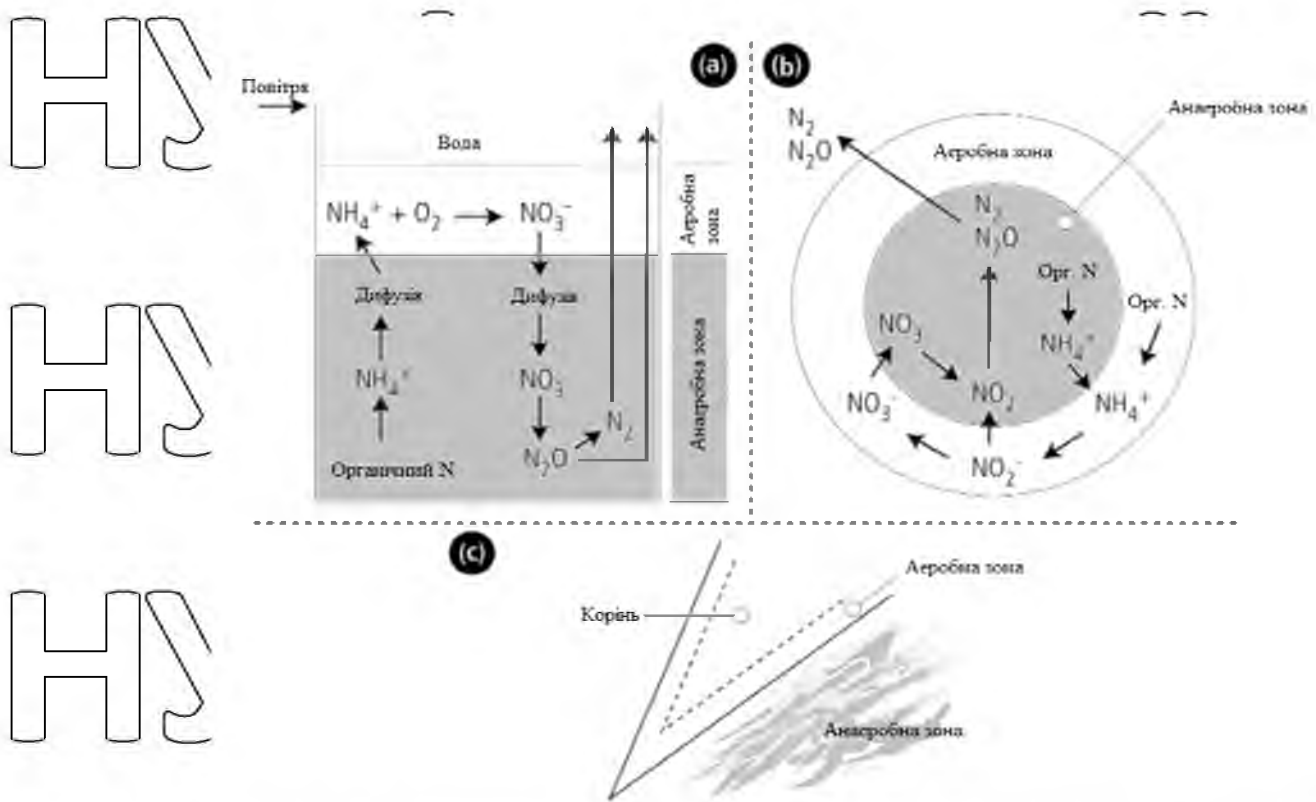 (a)
Повітря
Вода
NH₄⁺ + O₂
NO₃⁻
Аеробна зона
Дифузія
Дифузія
NH₄⁺
NO₃
Органічний N
N₂O
N₂
Анаеробна зона
(b)
Анаеробна зона
N₂
N₂O
Аеробна зона
N₂
N₂O
Орг. N
Орг. N
NO₃
NH₄⁺
NO₃⁻
NO₂
NH₄⁺
NO₂⁻
(c)
Аеробна зона
Корінь
Анаеробна зона